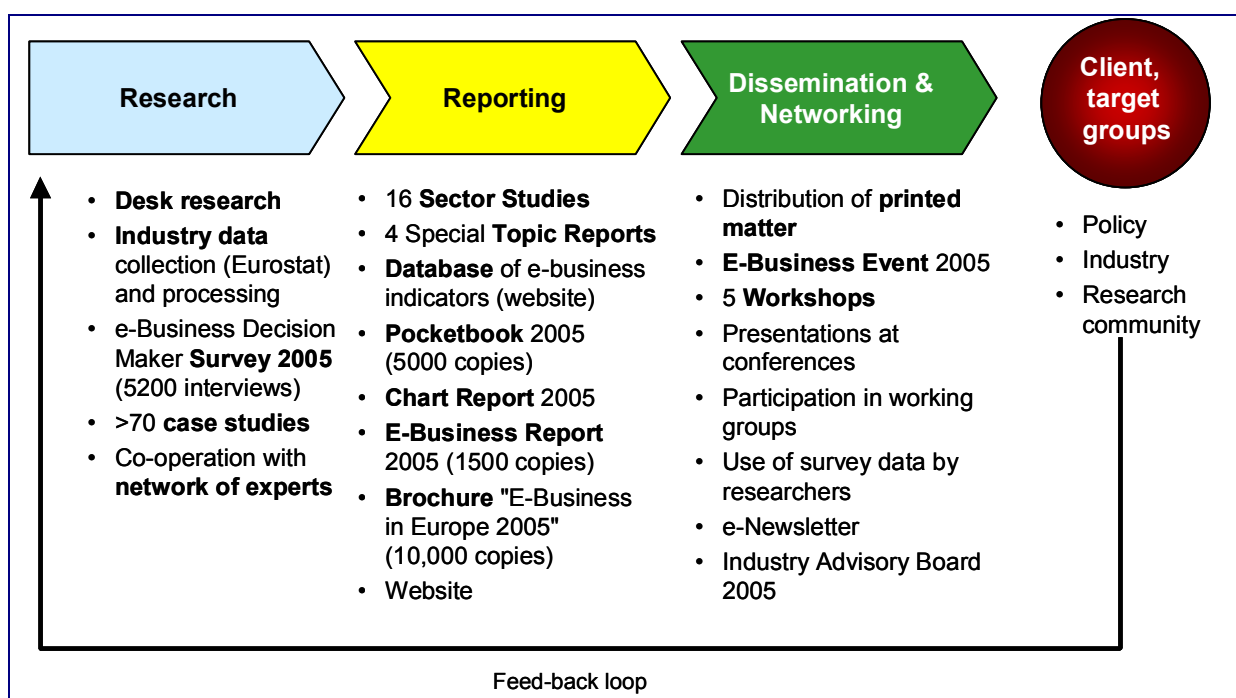 Research
Reporting
Dissemination &
Networking
Client,
target
groups
• Desk research
• Industry data
collection (Eurostat)
and processing
• e-Business Decision
Maker Survey 2005
(5200 interviews)
• >70 case studies
• Co-operation with
network of experts
• 16 Sector Studies
• 4 Special Topic Reports
• Database of e-business
indicators (website)
• Pocketbook 2005
(5000 copies)
• Chart Report 2005
• E-Business Report
2005 (1500 copies)
• Brochure "E-Business
in Europe 2005"
(10,000 copies)
• Website
• Distribution of printed
matter
• E-Business Event 2005
• 5 Workshops
• Presentations at
conferences
• Participation in working
groups
• Use of survey data by
researchers
• e-Newsletter
• Industry Advisory Board
2005
• Policy
• Industry
• Research
community
Feed-back loop